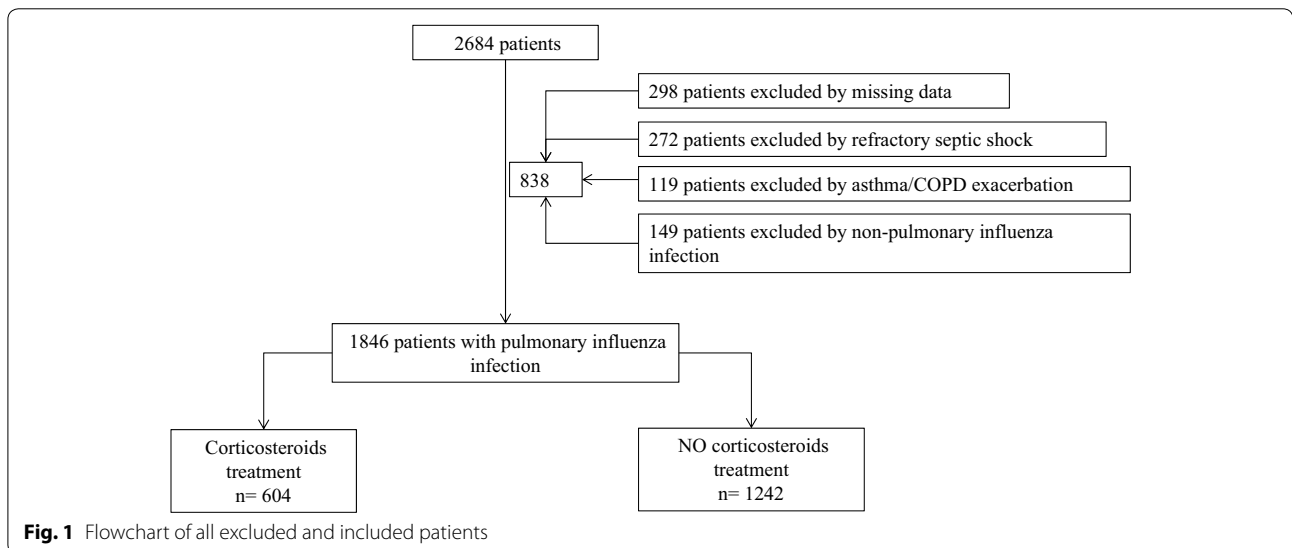 2684 patients
298 patients excluded by missing data
272 patients excluded by refractory septic shock
838
119 patients excluded by asthma/COPD exacerbation
149 patients excluded by non-pulmonary influenza
infection
1846 patients with pulmonary influenza
infection
Corticosteroids
treatment
n= 604
NO corticosteroids
treatment
n= 1242
Fig. 1 Flowchart of all excluded and included patients